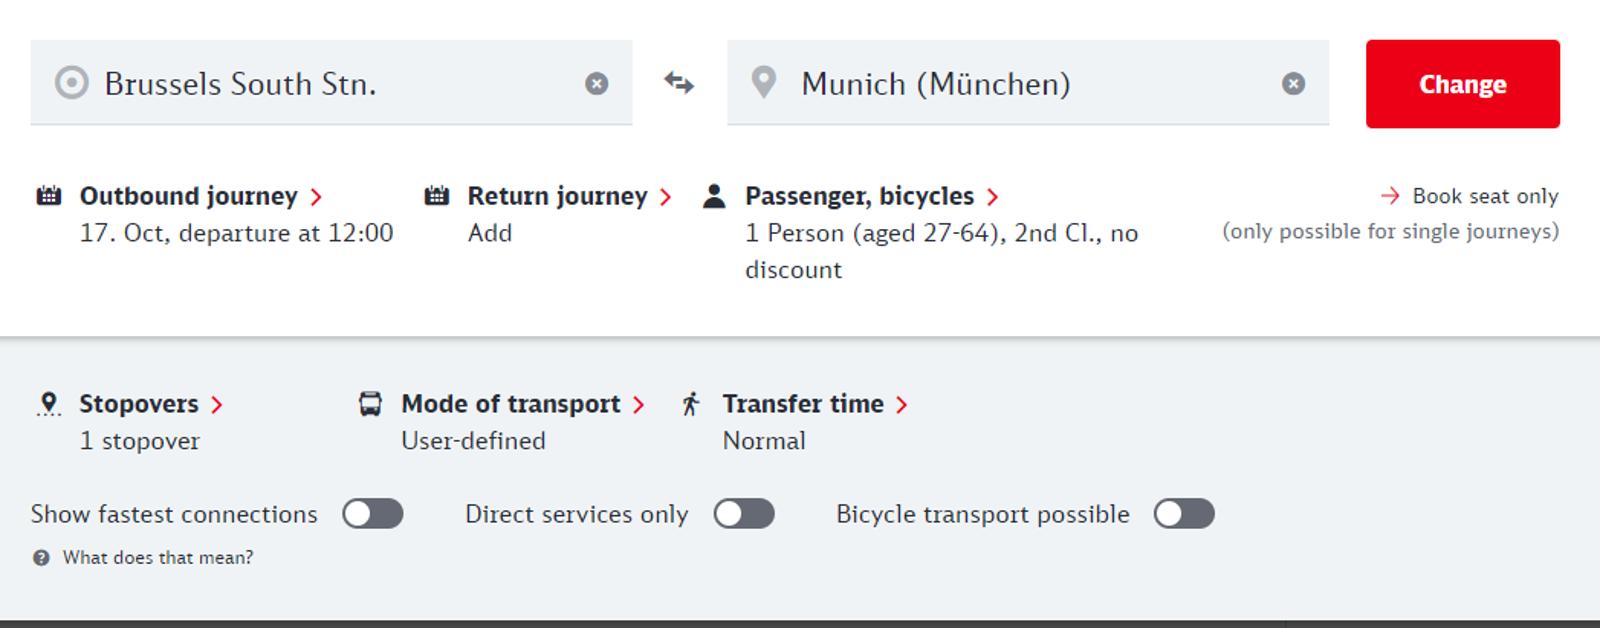 Brussels South Stn.
Munich (München)
Change
Outbound journey
17. Oct, departure at 12:00
Return journey
Add
Passenger, bicycles
1 Person (aged 27-64), 2nd Cl., no
discount
Book seat only
(only possible for single journeys)
Stopovers
1 stopover
Mode of transport
User-defined
Transfer time
Normal
Show fastest connections
Direct services only
Bicycle transport possible
? What does that mean?